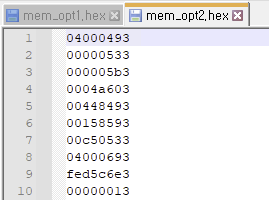 mem_opt1.hex
mem_opt2.hex
1 04000493
2 00000533
3 000005b3
4 0004a603
5 00448493
6 00158593
7 00c50533
8 04000693
9 fed5c6e3
10 00000013